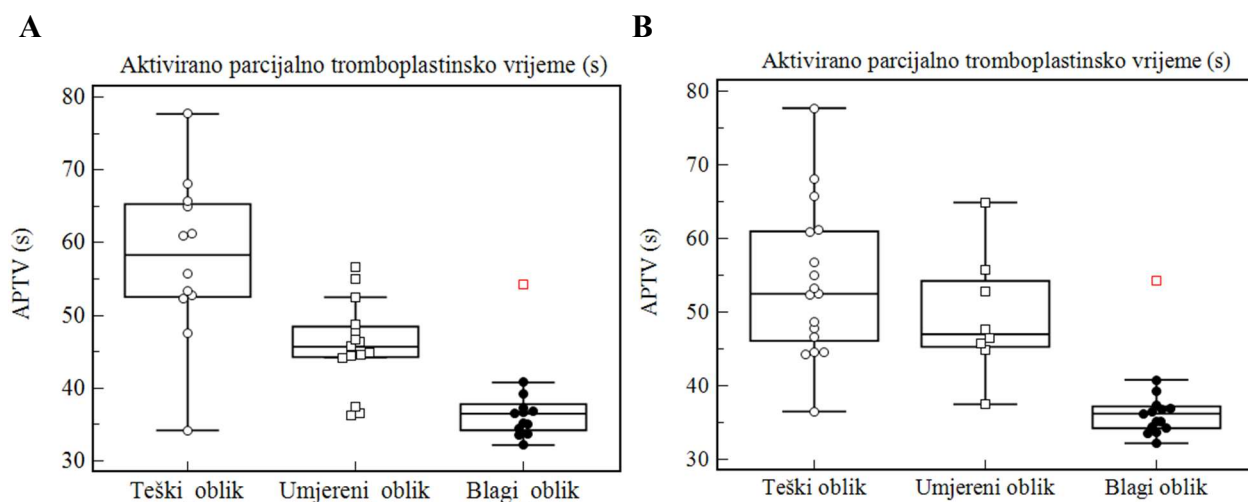 A
Aktivirano parcijalno tromboplastinsko vrijeme (s)
80
70
60
50
40
30
APTV (s)
Teški oblik
Umjereni oblik
Blagi oblik
B
Aktivirano parcijalno tromboplastinsko vrijeme (s)
80
70
60
50
40
30
APTV (s)
Teški oblik
Umjereni oblik
Blagi oblik